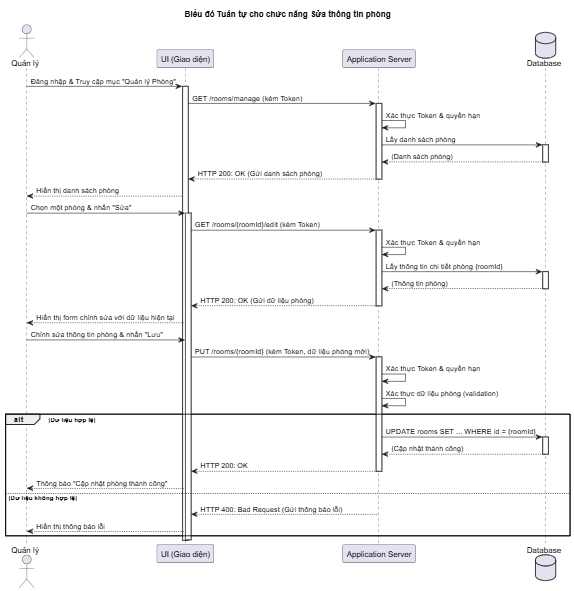 Biểu đồ Tuần tự cho chức năng Sửa thông tin phòng
Quản lý
UI (Giao diện)
Application Server
Database
Đăng nhập & Truy cập mục "Quản lý Phòng"
GET /rooms/manage (kèm Token)
Xác thực Token & quyền hạn
Lấy danh sách phòng
(Danh sách phòng)
HTTP 200: OK (Gửi danh sách phòng)
Hiển thị danh sách phòng
Chọn một phòng & nhấn "Sửa"
GET /rooms/{roomId}/edit (kèm Token)
Xác thực Token & quyền hạn
Lấy thông tin chi tiết phòng {roomId}
(Thông tin phòng)
HTTP 200: OK (Gửi dữ liệu phòng)
Hiển thị form chỉnh sửa với dữ liệu hiện tại
Chỉnh sửa thông tin phòng & nhấn "Lưu"
PUT /rooms/{roomId} (kèm Token, dữ liệu phòng mới)
Xác thực Token & quyền hạn
Xác thực dữ liệu phòng (validation)
alt
[Dữ liệu hợp lệ]
UPDATE rooms SET ... WHERE id = {roomId}
(Cập nhật thành công)
HTTP 200: OK
Thông báo "Cập nhật phòng thành công"
[Dữ liệu không hợp lệ]
HTTP 400: Bad Request (Gửi thông báo lỗi)
Hiển thị thông báo lỗi
Quản lý
UI (Giao diện)
Application Server
Database